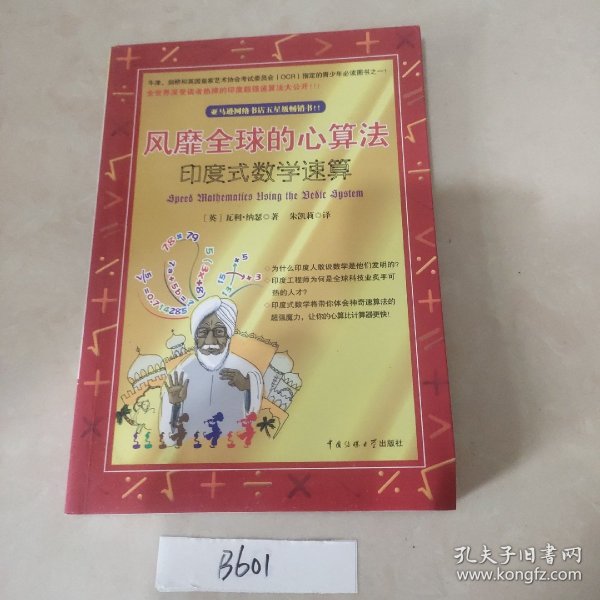 牛津、剑桥和英国皇家艺术协会考试委员会(OCR)指定的青少年必读图书之一!
全世界深受读者热捧的印度超强速算法大公开!!!
亚马逊网络书店五星级畅销书!!
风靡全球的心算法
印度式数学速算
Speed Mathematics Using the Vedic System
[英]瓦利·纳瑟◎著 朱凯莉◎译
为什么印度人敢说数学是他们发明的?
印度工程师为何是全球科技业炙手可
热的人才?
印度式数学将带你体会神奇速算法的
超强魔力,让你的心算比计算器更快!
中国传媒大学出版社
B601
孔夫子旧书网
www.kongfz.com